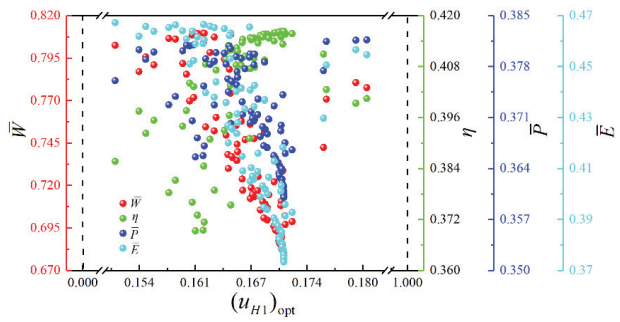 0.820 0.420 0.385 0.47
0.795 0.408 0.378 0.45
0.770 0.396 0.371 0.43
0.745 0.384 0.364 0.41
0.720 0.372 0.357 0.39
0.695 0.360 0.350 0.37
0.670
W̅ η P̅ E̅
W̅
η
P̅
E̅
0.000 0.154 0.161 0.167 0.174 0.180 1.000
(u_{H1})_{opt}